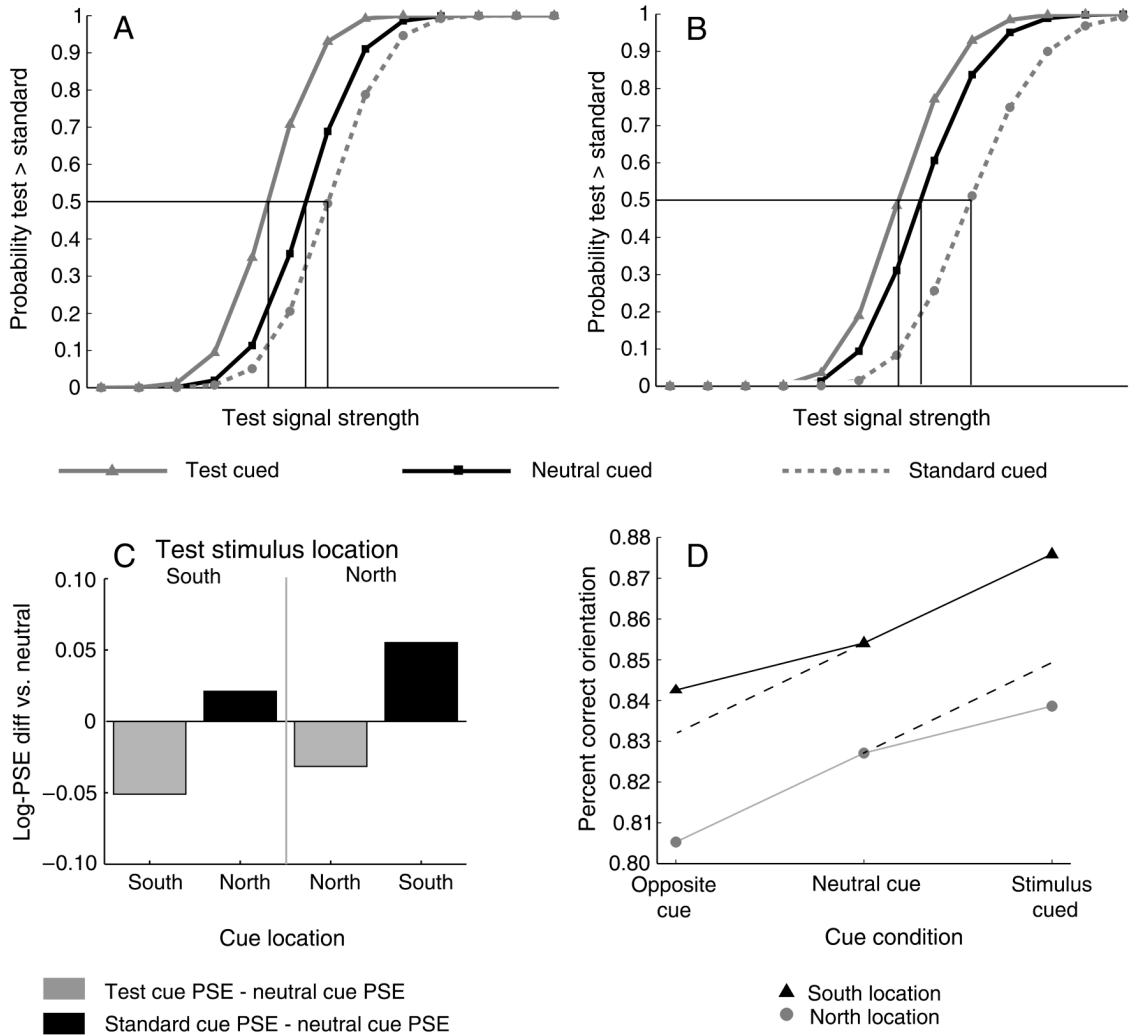 A
Probability test > standard
1
0.9
0.8
0.7
0.6
0.5
0.4
0.3
0.2
0.1
0
Test signal strength
B
Probability test > standard
1
0.9
0.8
0.7
0.6
0.5
0.4
0.3
0.2
0.1
0
Test signal strength
Test cued
Neutral cued
Standard cued
C
Test stimulus location
South
North
Log-PSE diff vs. neutral
0.10
0.05
0
−0.05
−0.10
South
North
North
South
Cue location
Test cue PSE - neutral cue PSE
Standard cue PSE - neutral cue PSE
D
Percent correct orientation
0.88
0.87
0.86
0.85
0.84
0.83
0.82
0.81
0.80
Opposite cue
Neutral cue
Stimulus cued
Cue condition
South location
North location